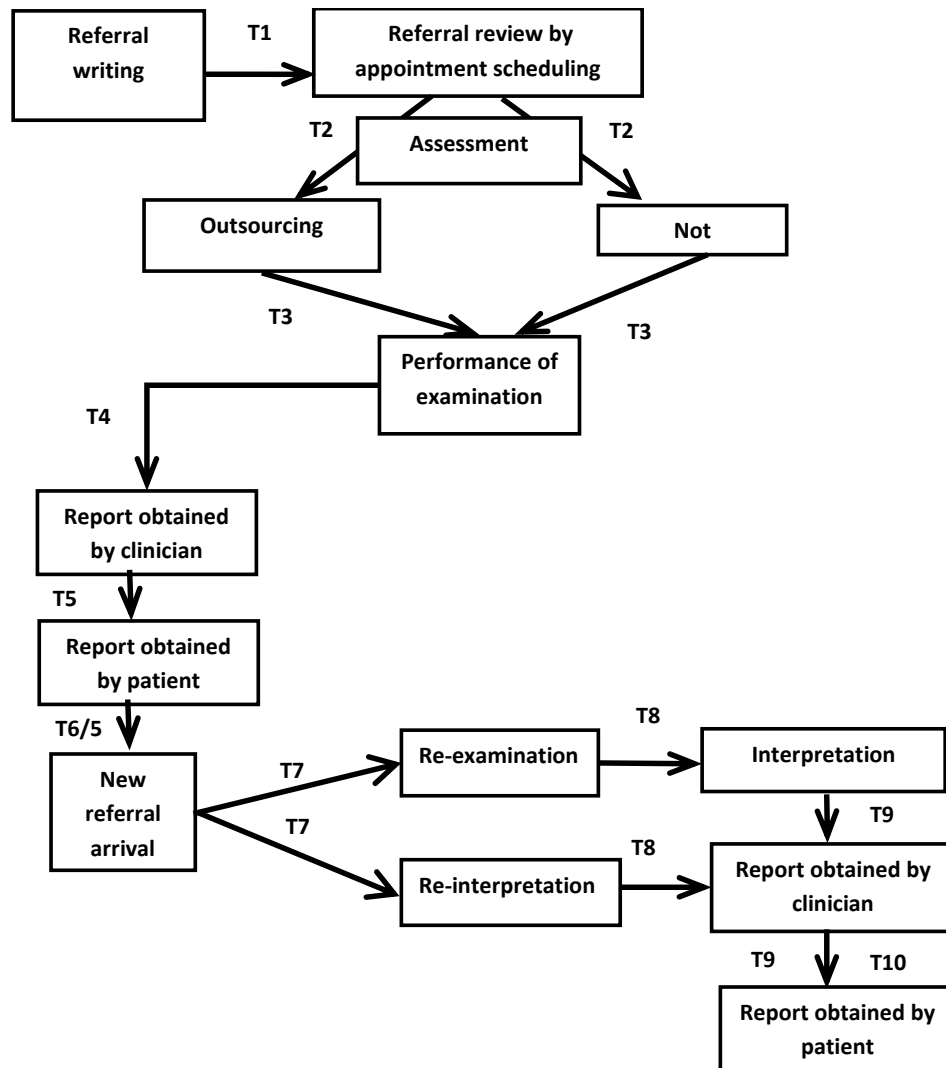 Referral
writing
T1
Referral review by
appointment scheduling
T2
Assessment
T2
Outsourcing
Not
T3
T3
Performance of
examination
T4
Report obtained
by clinician
T5
Report obtained
by patient
T6/5
New
referral
arrival
T7
T7
Re-examination
T8
Interpretation
T9
Re-interpretation
T8
Report obtained by
clinician
T9
T10
Report obtained by
patient